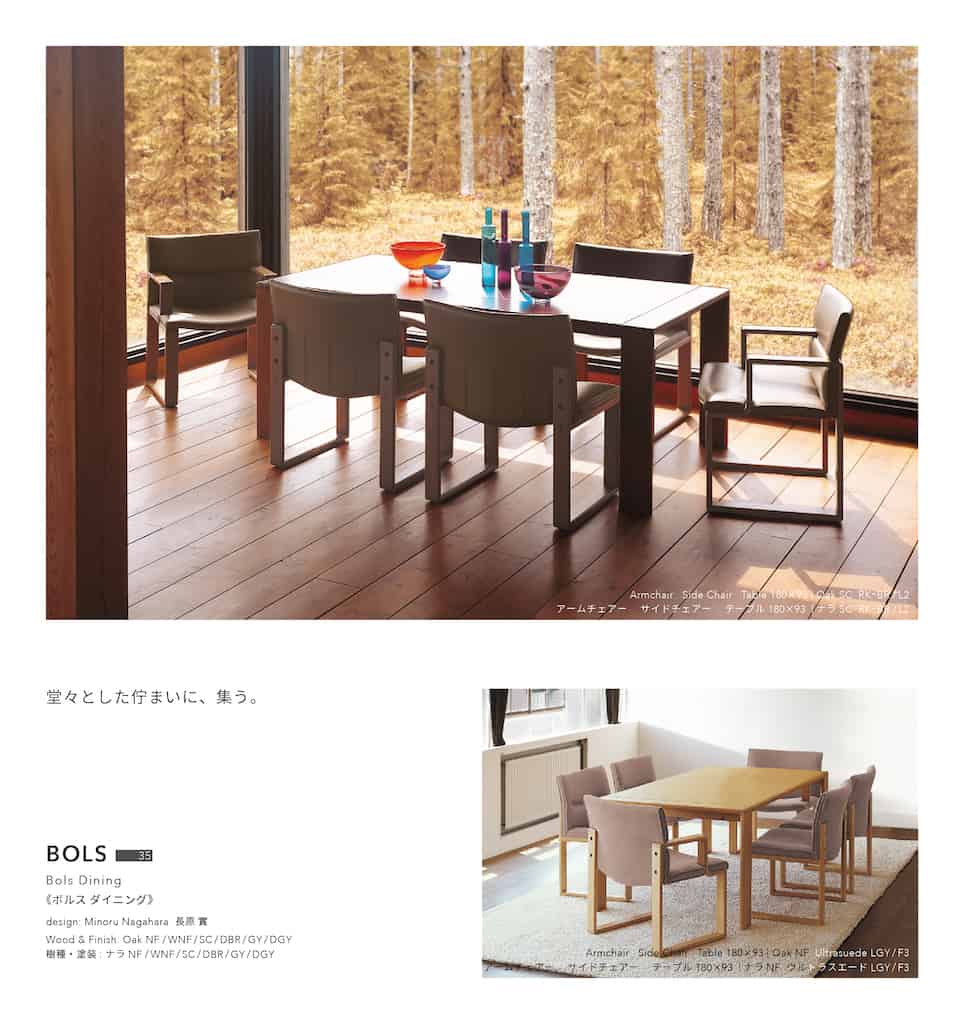 Armchair Side Chair Table 180×93 | Oak SC RK-BR/L2
アームチェアー サイドチェアー テーブル 180×93 | ナラ SC RK-BR/L2
堂々とした佇まいに、集う。
BOLS 35
Bols Dining
《ボルス ダイニング》
design: Minoru Nagahara 長原 實
Wood & Finish: Oak NF/WNF/SC/DBR/GY/DGY
樹種・塗装 : ナラ NF/WNF/SC/DBR/GY/DGY
Armchair Side Chair Table 180×93 | Oak NF Ultrasuede LGY/F3
アームチェアー サイドチェアー テーブル 180×93 | ナラ NF ウルトラスエード LGY/F3